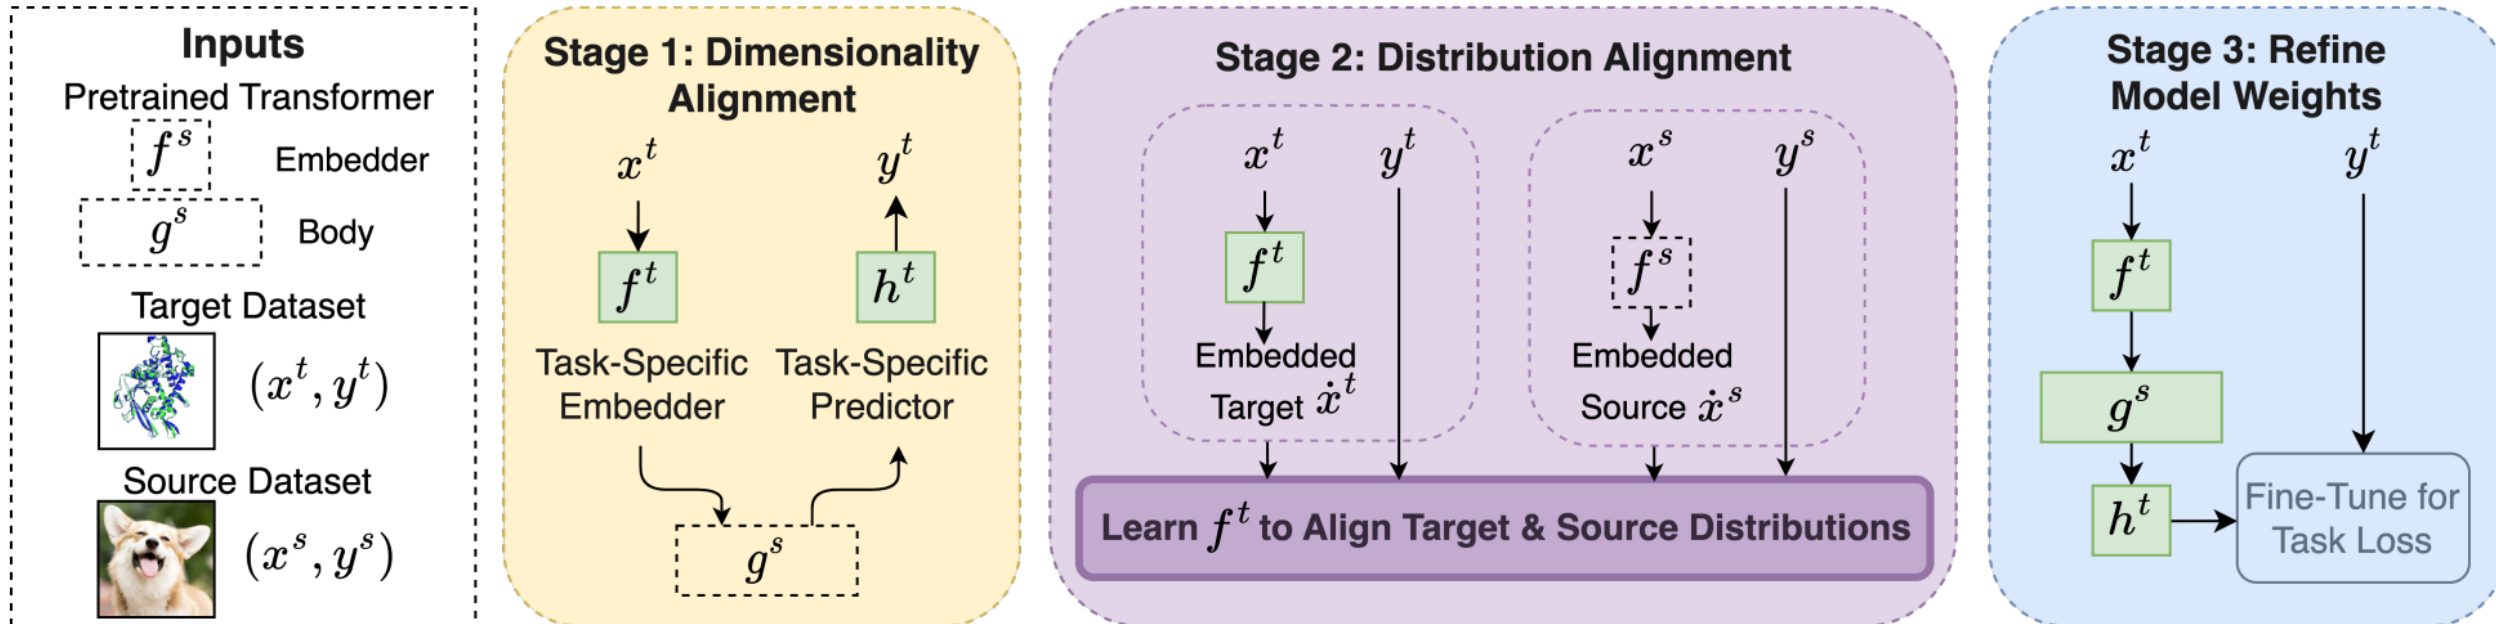 Inputs
Pretrained Transformer
f^s Embedder
g^s Body
Target Dataset
(x^t, y^t)
Source Dataset
(x^s, y^s)
Stage 1: Dimensionality
Alignment
x^t y^t
f^t h^t
Task-Specific Task-Specific
Embedder Predictor
g^s
Stage 2: Distribution Alignment
x^t y^t x^s y^s
f^t f^s
Embedded Embedded
Target ẋ^t Source ẋ^s
Learn f^t to Align Target & Source Distributions
Stage 3: Refine
Model Weights
x^t y^t
f^t
g^s
h^t
Fine-Tune for
Task Loss